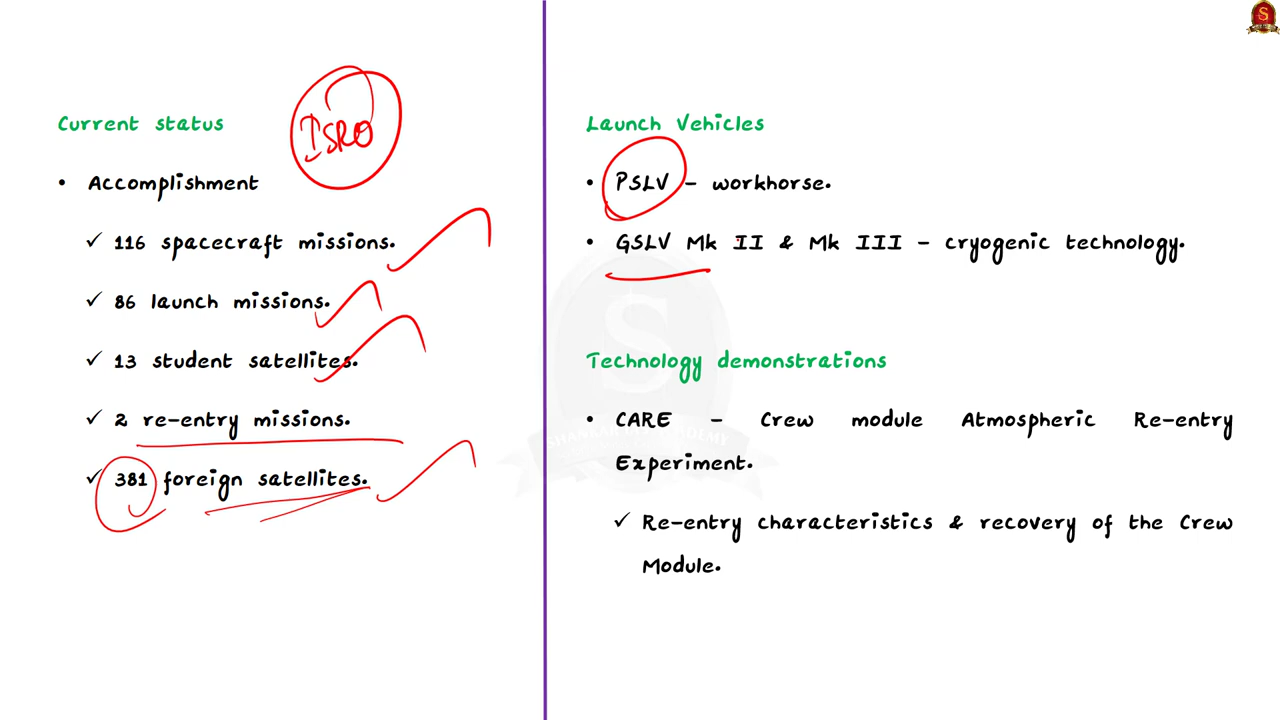 Current status
ISRO
• Accomplishment
✓ 116 spacecraft missions.
✓ 86 launch missions.
✓ 13 student satellites.
✓ 2 re-entry missions.
✓ 381 foreign satellites.
Launch Vehicles
• PSLV – workhorse.
• GSLV Mk II & Mk III – cryogenic technology.
Technology demonstrations
• CARE – Crew module Atmospheric Re-entry
Experiment.
✓ Re-entry characteristics & recovery of the Crew
Module.
S
S